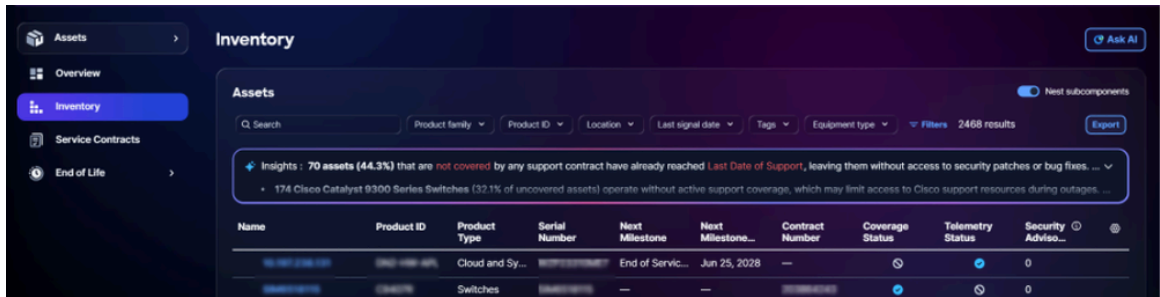 Assets
Overview
Inventory
Service Contracts
End of Life
Inventory
Ask AI
Assets
Nest subcomponents
Search
Product family
Product ID
Location
Last signal date
Tags
Equipment type
Filters
2468 results
Export
Insights : 70 assets (44.3%) that are not covered by any support contract have already reached Last Date of Support, leaving them without access to security patches or bug fixes. ...
• 174 Cisco Catalyst 9300 Series Switches (32.1% of uncovered assets) operate without active support coverage, which may limit access to Cisco support resources during outages. ...
Name Product ID Product Type Serial Number Next Milestone Next Milestone... Contract Number Coverage Status Telemetry Status Security Adviso...
Cloud and Sy... End of Servic... Jun 25, 2028 — 0
Switches — — 0